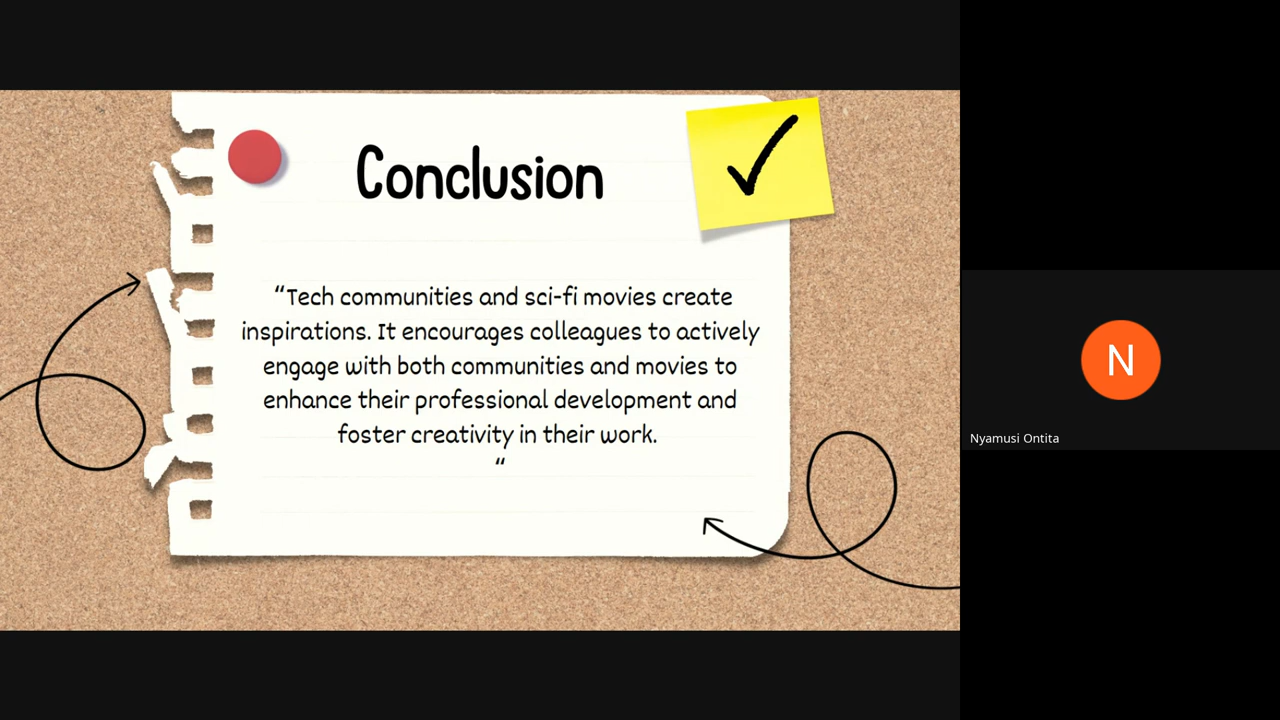 Conclusion
“Tech communities and sci-fi movies create
inspirations. It encourages colleagues to actively
engage with both communities and movies to
enhance their professional development and
foster creativity in their work.
“
N
Nyamusi Ontita